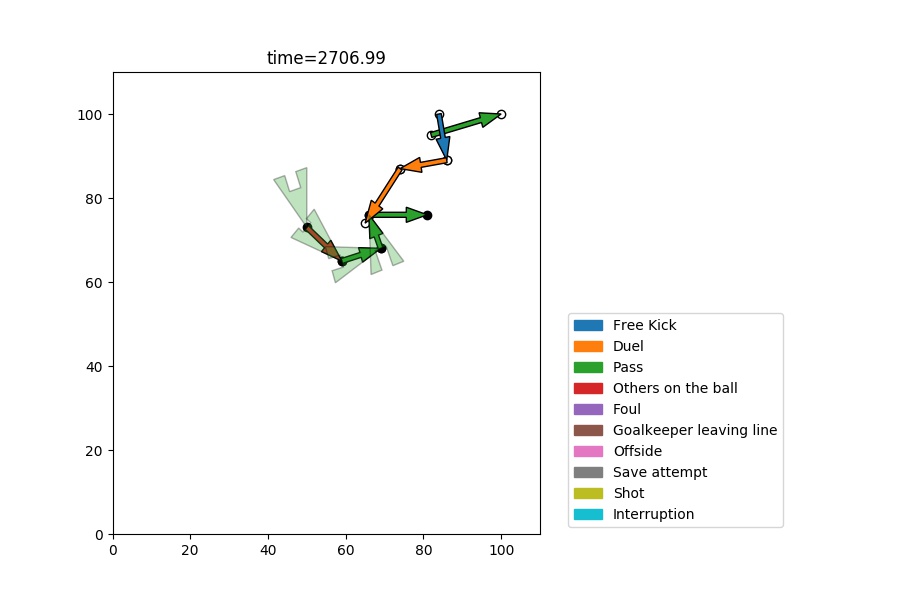 time=2706.99
100
80
60
40
20
0
0 20 40 60 80 100
Free Kick
Duel
Pass
Others on the ball
Foul
Goalkeeper leaving line
Offside
Save attempt
Shot
Interruption